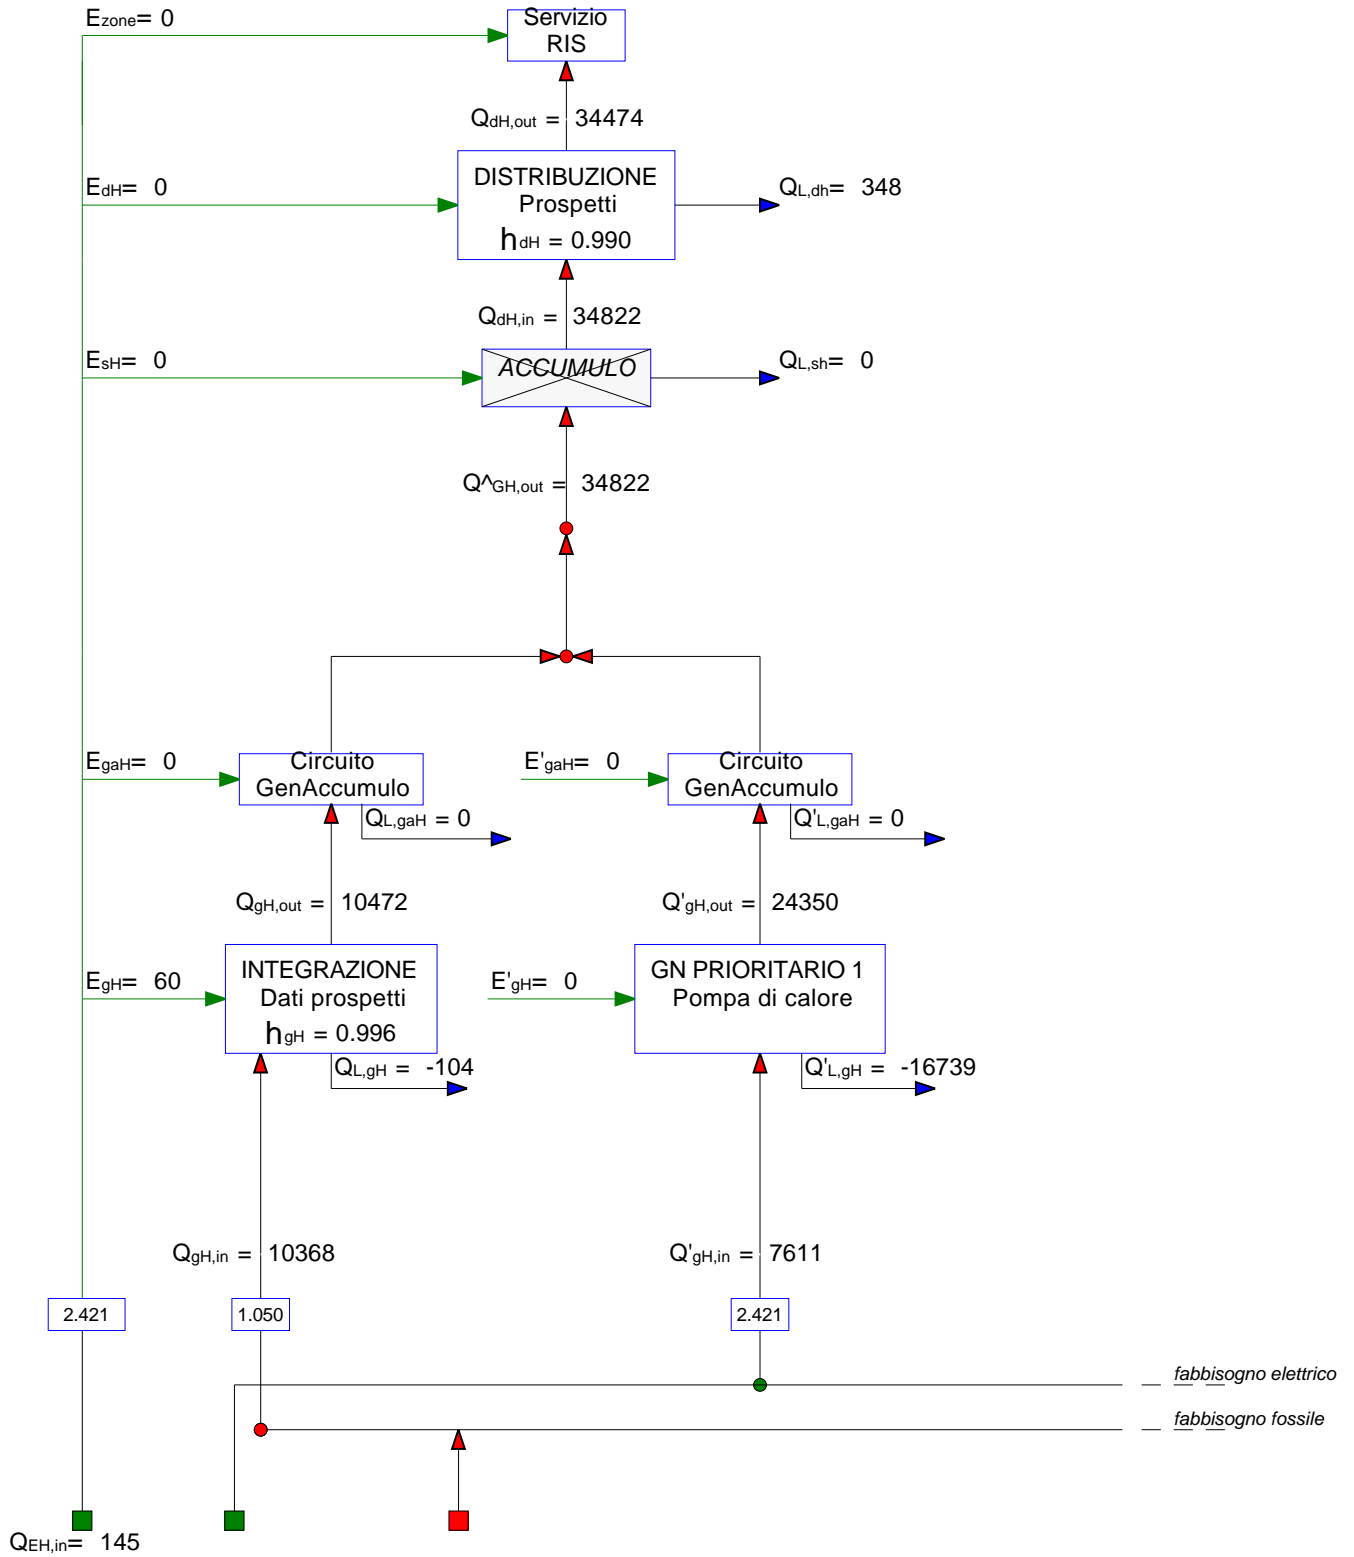 Ezone= 0
Servizio
RIS
QdH,out = 34474
EdH= 0
DISTRIBUZIONE
Prospetti
hdH = 0.990
QL,dh= 348
QdH,in = 34822
EsH= 0
ACCUMULO
QL,sh= 0
Q^GH,out = 34822
EgaH= 0
Circuito
GenAccumulo
E'gaH= 0
Circuito
GenAccumulo
QL,gaH = 0
Q'L,gaH = 0
QgH,out = 10472
Q'gH,out = 24350
EgH= 60
INTEGRAZIONE
Dati prospetti
hgH = 0.996
E'gH= 0
GN PRIORITARIO 1
Pompa di calore
QL,gH = -104
Q'L,gH = -16739
QgH,in = 10368
Q'gH,in = 7611
2.421
1.050
2.421
fabbisogno elettrico
fabbisogno fossile
QEH,in= 145